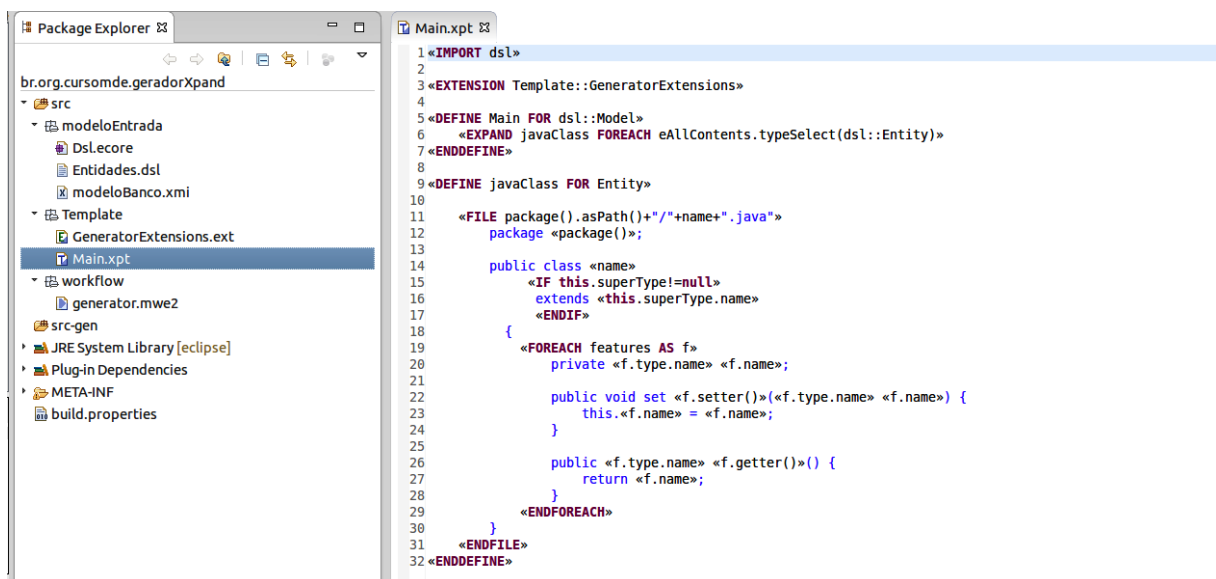 Package Explorer
br.org.cursomde.geradorXpand
src
modeloEntrada
Dsl.ecore
Entidades.dsl
modeloBanco.xmi
Template
GeneratorExtensions.ext
Main.xpt
workflow
generator.mwe2
src-gen
JRE System Library [eclipse]
Plug-in Dependencies
META-INF
build.properties
Main.xpt
1 «IMPORT dsl»
2
3 «EXTENSION Template::GeneratorExtensions»
4
5 «DEFINE Main FOR dsl::Model»
6     «EXPAND javaClass FOREACH eAllContents.typeSelect(dsl::Entity)»
7 «ENDDEFINE»
8
9 «DEFINE javaClass FOR Entity»
10
11     «FILE package().asPath()+"/"+name+".java"»
12         package «package()»;
13
14         public class «name»
15              «IF this.superType!=null»
16               extends «this.superType.name»
17               «ENDIF»
18           {
19             «FOREACH features AS f»
20                 private «f.type.name» «f.name»;
21
22                 public void set «f.setter()»(«f.type.name» «f.name») {
23                     this.«f.name» = «f.name»;
24                 }
25
26                 public «f.type.name» «f.getter()»() {
27                     return «f.name»;
28                 }
29             «ENDFOREACH»
30         }
31     «ENDFILE»
32 «ENDDEFINE»